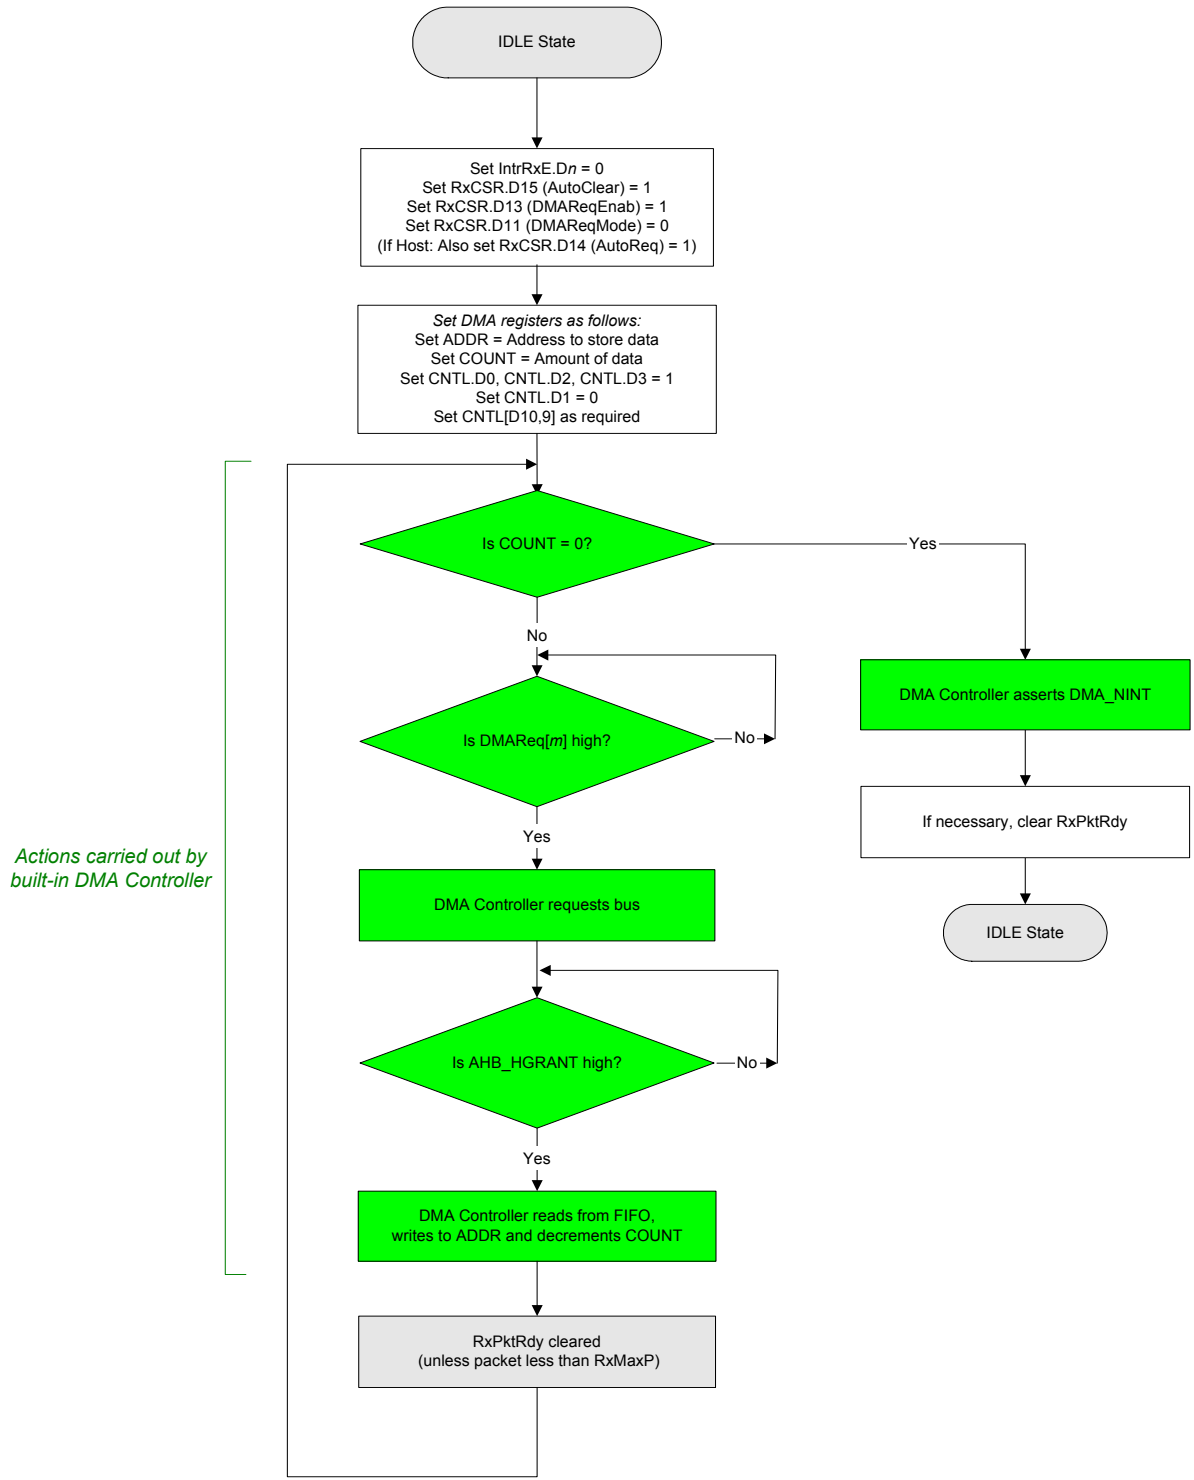 IDLE State
Set IntrRxE.Dn = 0
Set RxCSR.D15 (AutoClear) = 1
Set RxCSR.D13 (DMAReqEnab) = 1
Set RxCSR.D11 (DMAReqMode) = 0
(If Host: Also set RxCSR.D14 (AutoReq) = 1)
Set DMA registers as follows:
Set ADDR = Address to store data
Set COUNT = Amount of data
Set CNTL.D0, CNTL.D2, CNTL.D3 = 1
Set CNTL.D1 = 0
Set CNTL[D10,9] as required
Is COUNT = 0?
Yes
No
DMA Controller asserts DMA_NINT
Is DMAReq[m] high?
No
If necessary, clear RxPktRdy
Yes
Actions carried out by
built-in DMA Controller
DMA Controller requests bus
IDLE State
Is AHB_HGRANT high?
No
Yes
DMA Controller reads from FIFO,
writes to ADDR and decrements COUNT
RxPktRdy cleared
(unless packet less than RxMaxP)